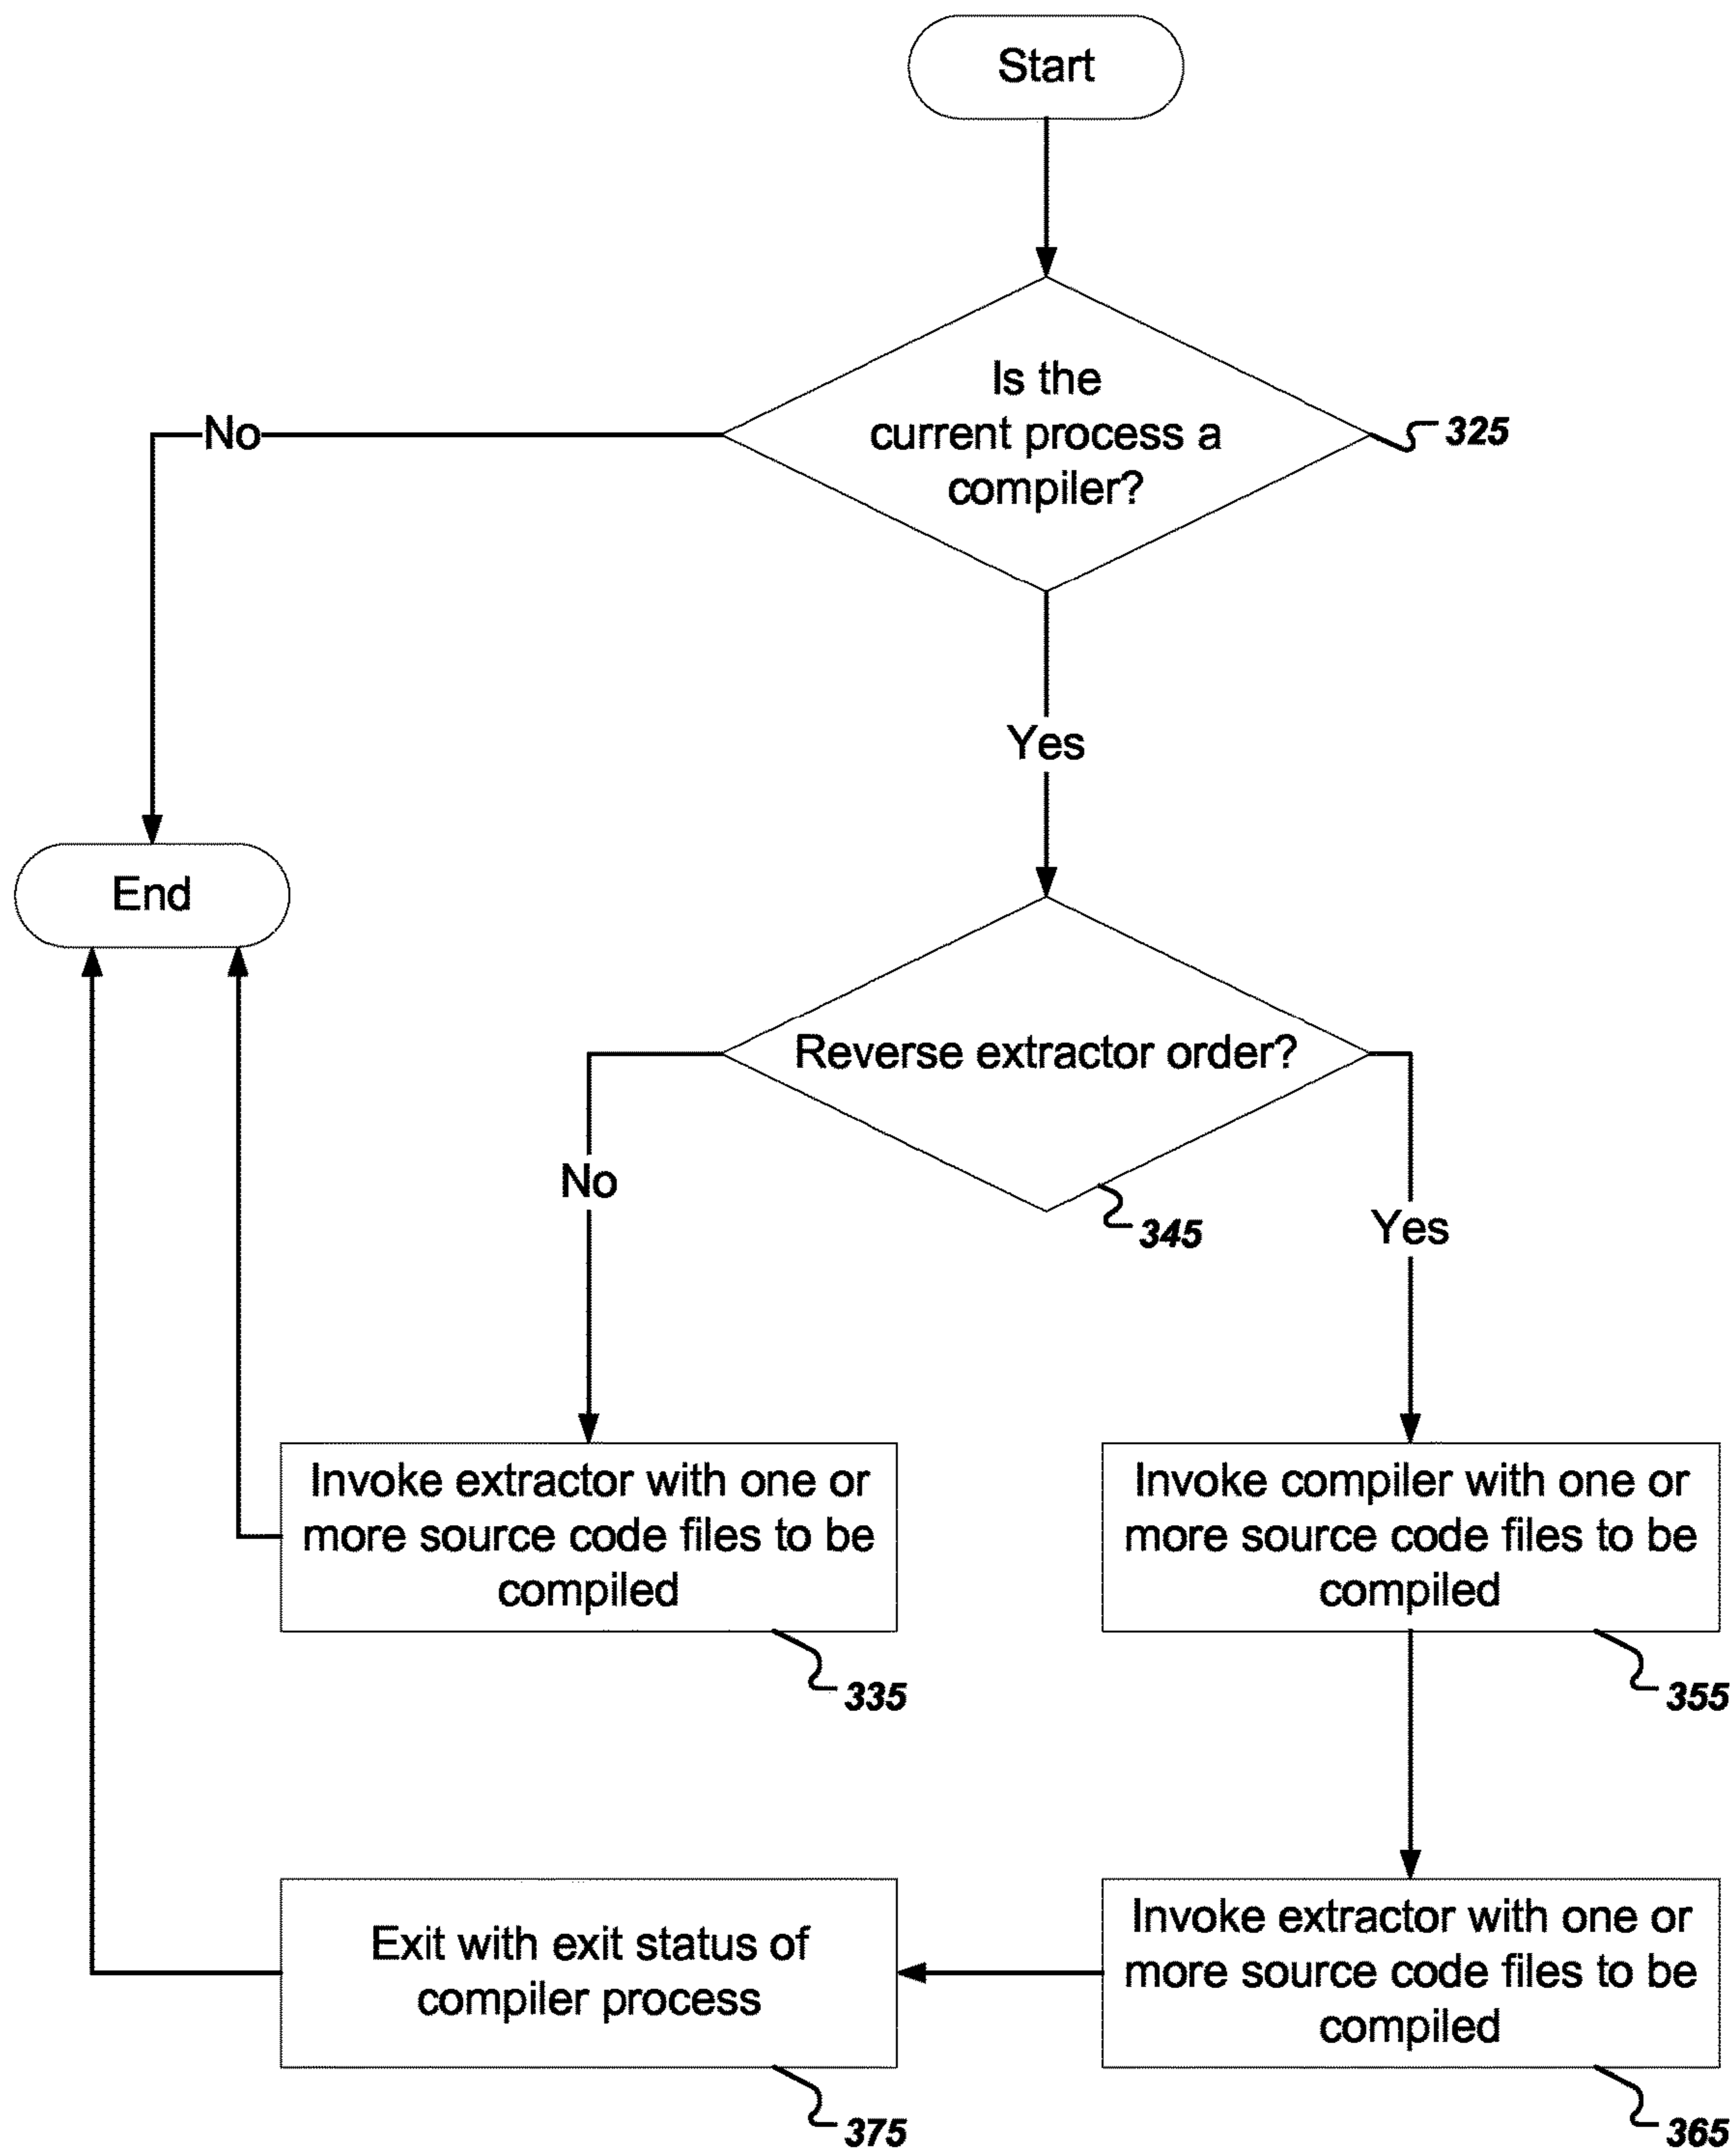 Start
Is the
current process a
compiler?
325
No
Yes
End
Reverse extractor order?
345
No
Yes
Invoke extractor with one or
more source code files to be
compiled
335
Invoke compiler with one or
more source code files to be
compiled
355
Exit with exit status of
compiler process
375
Invoke extractor with one or
more source code files to be
compiled
365